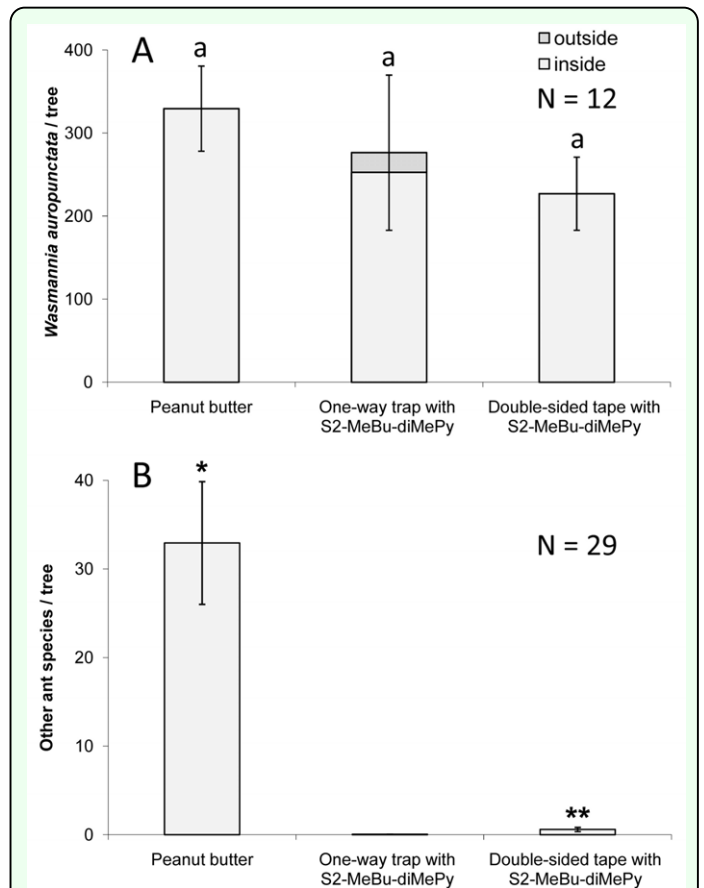 A
a
a
a
outside
inside
N = 12
Wasmannia auropunctata / tree
400
300
200
100
0
Peanut butter
One-way trap with
S2-MeBu-diMePy
Double-sided tape with
S2-MeBu-diMePy
B
*
**
N = 29
Other ant species / tree
40
30
20
10
0
Peanut butter
One-way trap with
S2-MeBu-diMePy
Double-sided tape with
S2-MeBu-diMePy